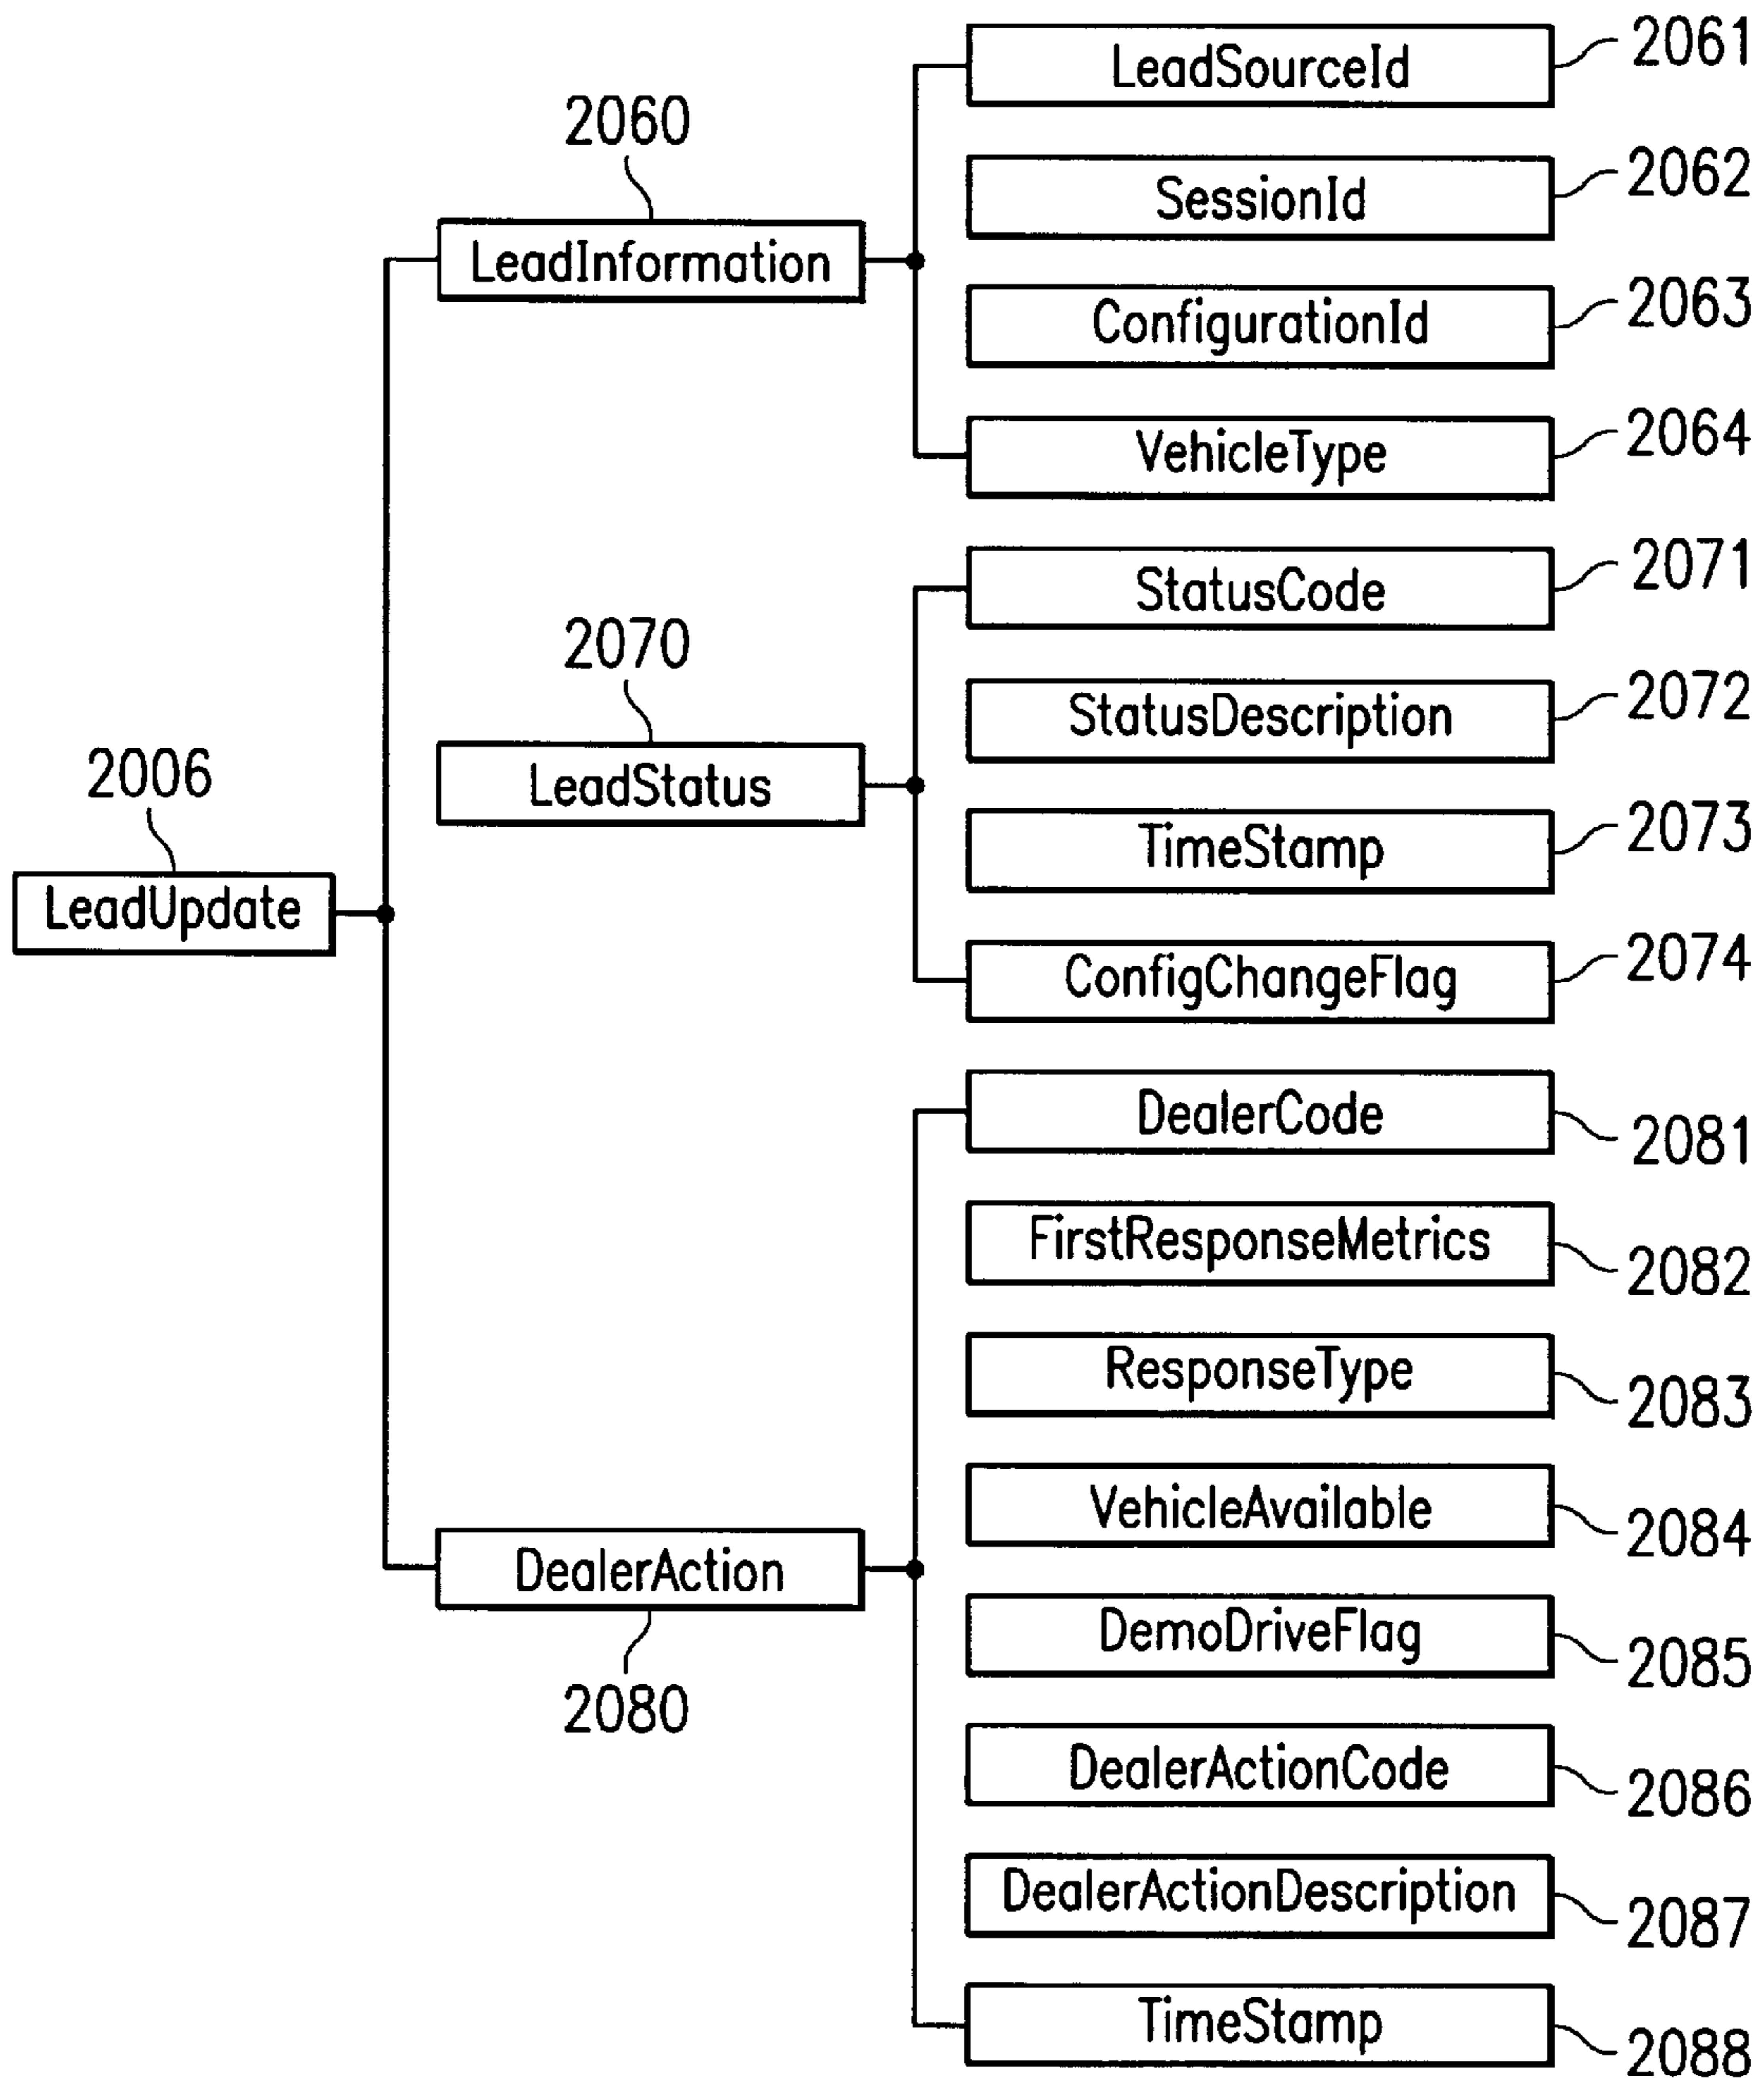 LeadSourceId 2061
2060
SessionId 2062
LeadInformation
ConfigurationId 2063
VehicleType 2064
StatusCode 2071
2070
StatusDescription 2072
LeadStatus
2006
TimeStamp 2073
LeadUpdate
ConfigChangeFlag 2074
DealerCode 2081
FirstResponseMetrics 2082
ResponseType 2083
VehicleAvailable 2084
DealerAction
DemoDriveFlag 2085
2080
DealerActionCode 2086
DealerActionDescription 2087
TimeStamp 2088